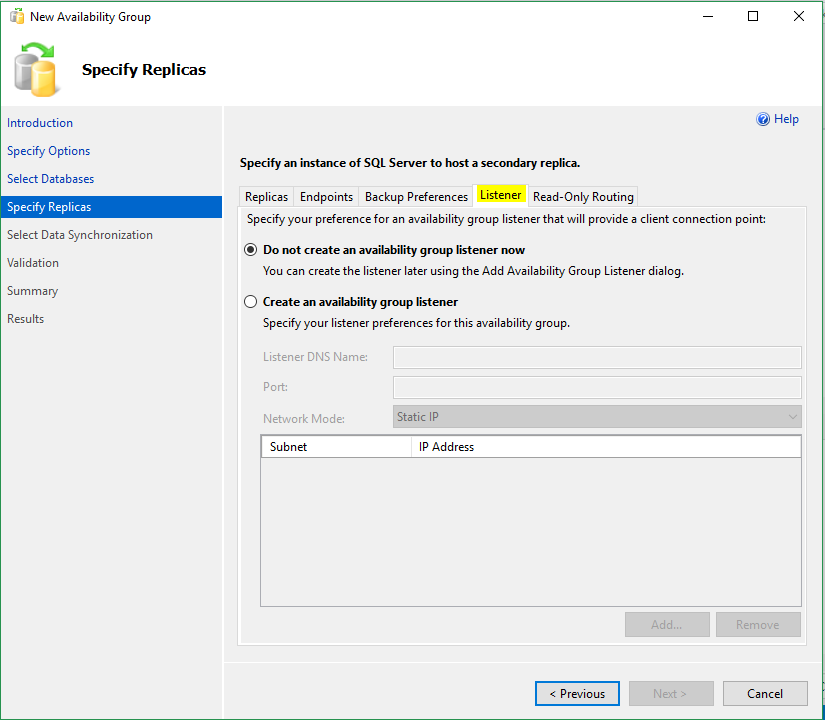 New Availability Group
Specify Replicas
Introduction
Specify Options
Select Databases
Specify Replicas
Select Data Synchronization
Validation
Summary
Results
Help
Specify an instance of SQL Server to host a secondary replica.
Replicas Endpoints Backup Preferences Listener Read-Only Routing
Specify your preference for an availability group listener that will provide a client connection point:
Do not create an availability group listener now
You can create the listener later using the Add Availability Group Listener dialog.
Create an availability group listener
Specify your listener preferences for this availability group.
Listener DNS Name:
Port:
Network Mode: Static IP
Subnet IP Address
Add... Remove
< Previous Next > Cancel